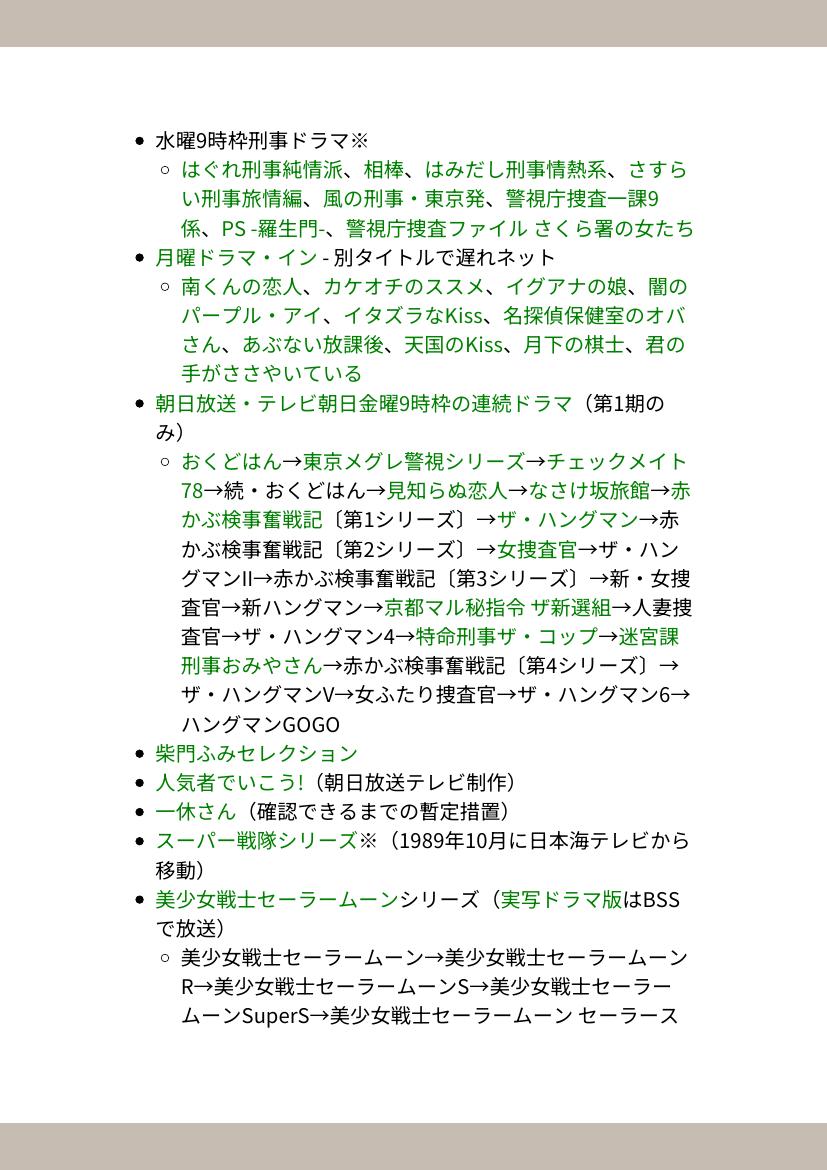 • 水曜9時枠刑事ドラマ※
○ はぐれ刑事純情派、相棒、はみだし刑事情熱系、さすら
い刑事旅情編、風の刑事・東京発、警視庁捜査一課9
係、PS -羅生門-、警視庁捜査ファイル さくら署の女たち
• 月曜ドラマ・イン - 別タイトルで遅れネット
○ 南くんの恋人、カケオチのススメ、イグアナの娘、闇の
パープル・アイ、イタズラなKiss、名探偵保健室のオバ
さん、あぶない放課後、天国のKiss、月下の棋士、君の
手がささやいている
• 朝日放送・テレビ朝日金曜9時枠の連続ドラマ（第1期の
み）
○ おくどはん→東京メグレ警視シリーズ→チェックメイト
78→続・おくどはん→見知らぬ恋人→なさけ坂旅館→赤
かぶ検事奮戦記〔第1シリーズ〕→ザ・ハングマン→赤
かぶ検事奮戦記〔第2シリーズ〕→女捜査官→ザ・ハン
グマンII→赤かぶ検事奮戦記〔第3シリーズ〕→新・女捜
査官→新ハングマン→京都マル秘指令 ザ新選組→人妻捜
査官→ザ・ハングマン4→特命刑事ザ・コップ→迷宮課
刑事おみやさん→赤かぶ検事奮戦記〔第4シリーズ〕→
ザ・ハングマンV→女ふたり捜査官→ザ・ハングマン6→
ハングマンGOGO
• 柴門ふみセレクション
• 人気者でいこう!（朝日放送テレビ制作）
• 一休さん（確認できるまでの暫定措置）
• スーパー戦隊シリーズ※（1989年10月に日本海テレビから
移動）
• 美少女戦士セーラームーンシリーズ（実写ドラマ版はBSS
で放送）
○ 美少女戦士セーラームーン→美少女戦士セーラームーン
R→美少女戦士セーラームーンS→美少女戦士セーラー
ムーンSuperS→美少女戦士セーラームーン セーラース